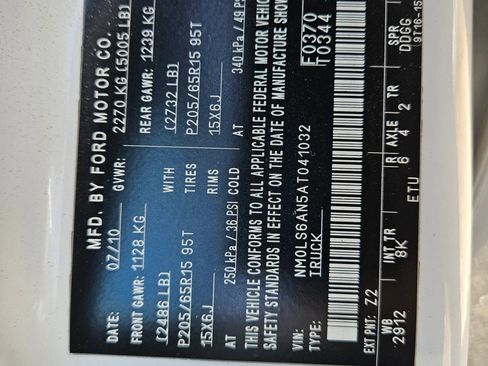 MFD. BY FORD MOTOR CO.
DATE: 07/10 GVWR: 2270 KG (5005 LB)
FRONT GAWR: 1128 KG REAR GAWR: 1239 KG
(2486 LB) WITH (2732 LB)
P205/65R15 95T TIRES P205/65R15 95T
15X6J RIMS 15X6J
AT 250 kPa / 36 PSI COLD AT 340 kPa / 49
THIS VEHICLE CONFORMS TO ALL APPLICABLE FEDERAL MOTOR
SAFETY STANDARDS IN EFFECT ON THE DATE OF MANUFACTURE
VIN: NM0LS6AN5AT041032 F0370
TYPE: TRUCK T0344
EXT PNT: Z2
WB INT TR R AXLE TR SPR
2912 8K 6 4 2 DDGG
ETU